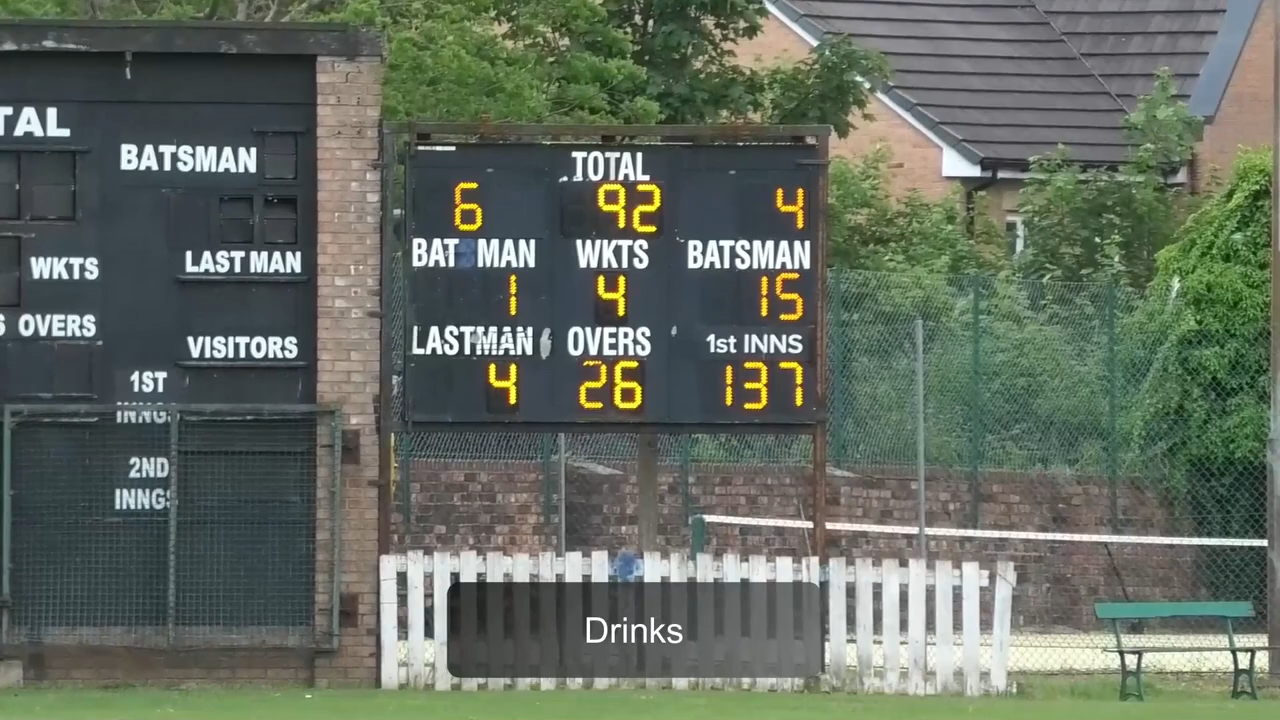 TAL
BATSMAN
WKTS
LAST MAN
OVERS
VISITORS
1ST
INNGS
2ND
INNGS
TOTAL
6 92 4
BAT MAN WKTS BATSMAN
1 4 15
LASTMAN OVERS 1st INNS
4 26 137
Drinks